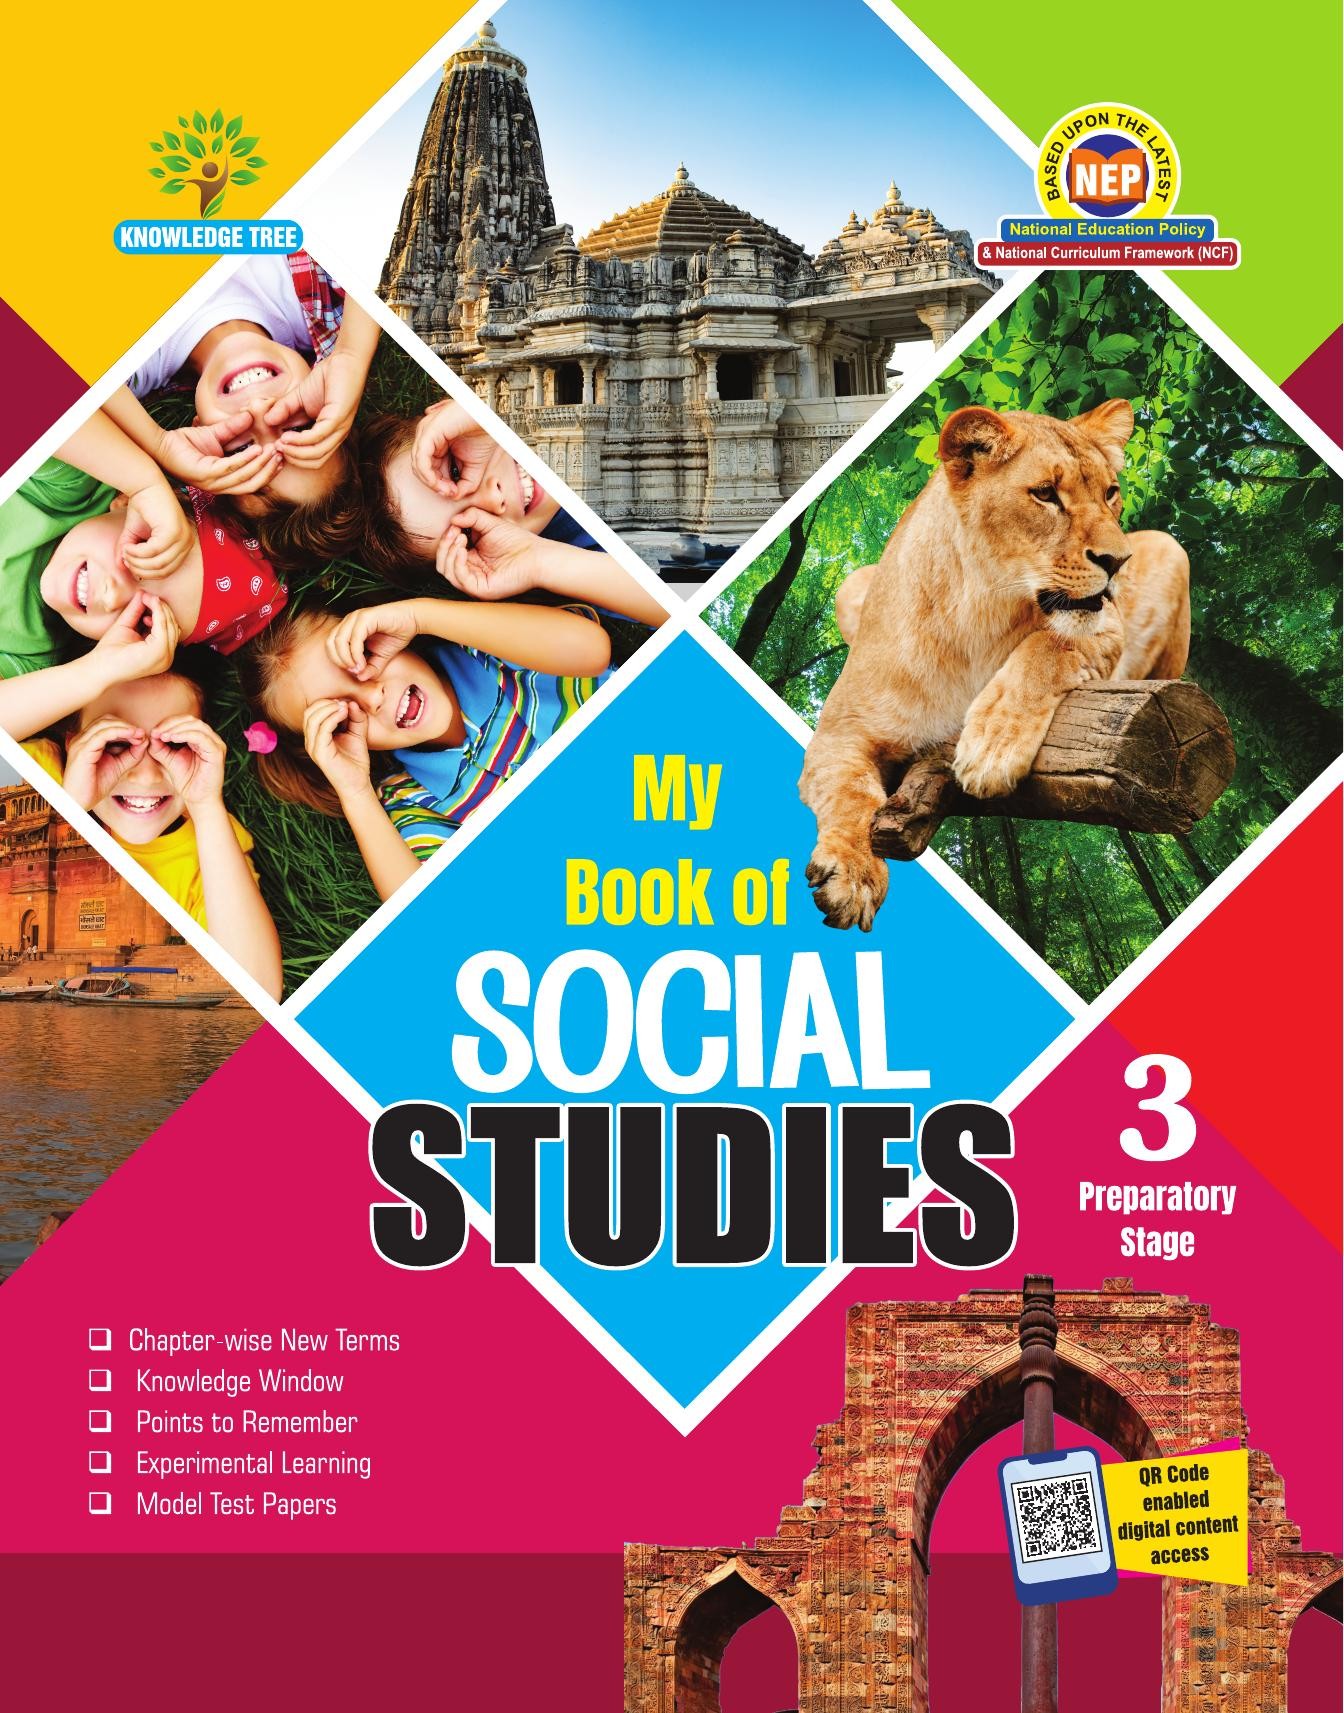 KNOWLEDGE TREE
BASED UPON THE LATEST
NEP
National Education Policy
& National Curriculum Framework (NCF)
My
Book of
SOCIAL
STUDIES
3
Preparatory
Stage
Chapter-wise New Terms
Knowledge Window
Points to Remember
Experimental Learning
Model Test Papers
QR Code
enabled
digital content
access